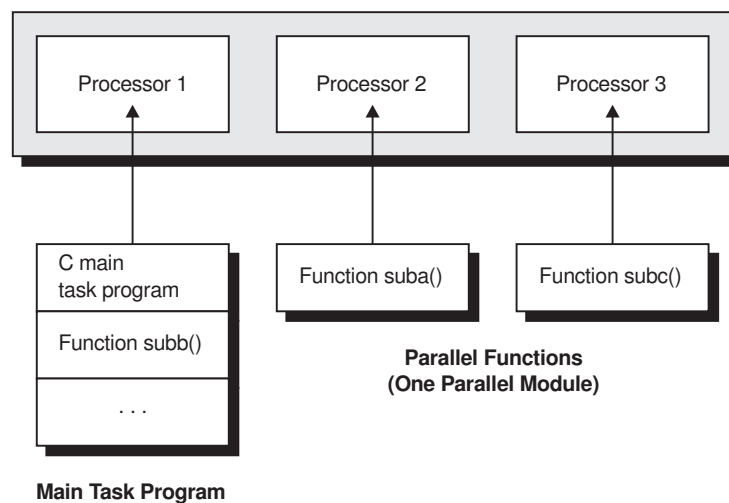 Processor 1
Processor 2
Processor 3
C main
task program
Function subb()
. . .
Function suba()
Function subc()
Parallel Functions
(One Parallel Module)
Main Task Program